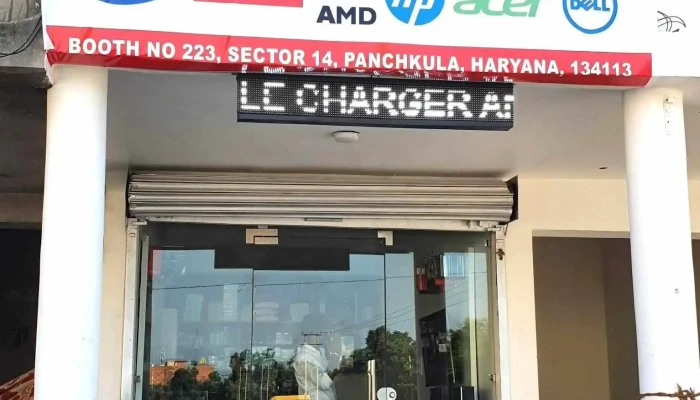 AMD hp acer DELL
BOOTH NO 223, SECTOR 14, PANCHKULA, HARYANA, 134113
LE CHARGER A